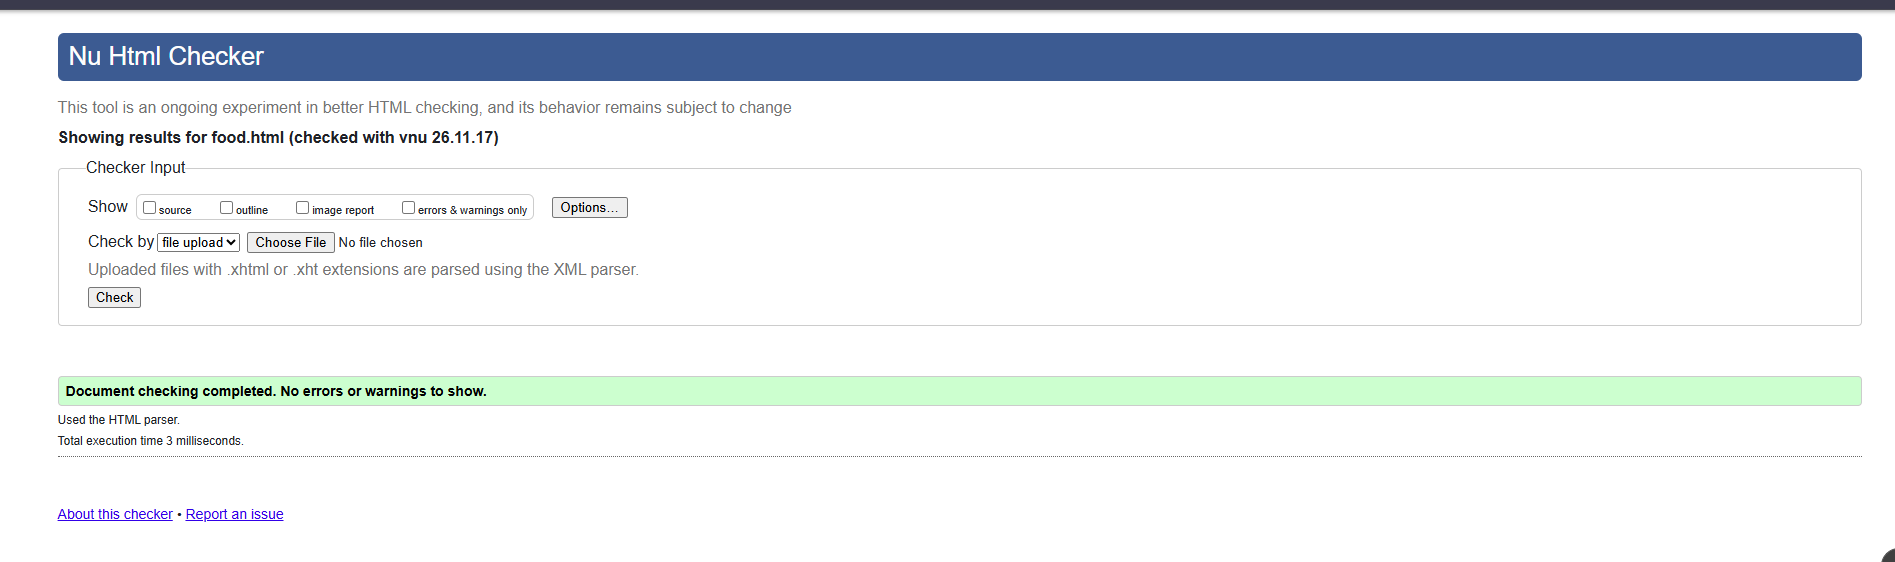 Nu Html Checker
This tool is an ongoing experiment in better HTML checking, and its behavior remains subject to change
Showing results for food.html (checked with vnu 26.11.17)
Checker Input
Show source outline image report errors & warnings only Options...
Check by file upload Choose File No file chosen
Uploaded files with .xhtml or .xht extensions are parsed using the XML parser.
Check
Document checking completed. No errors or warnings to show.
Used the HTML parser.
Total execution time 3 milliseconds.
About this checker • Report an issue